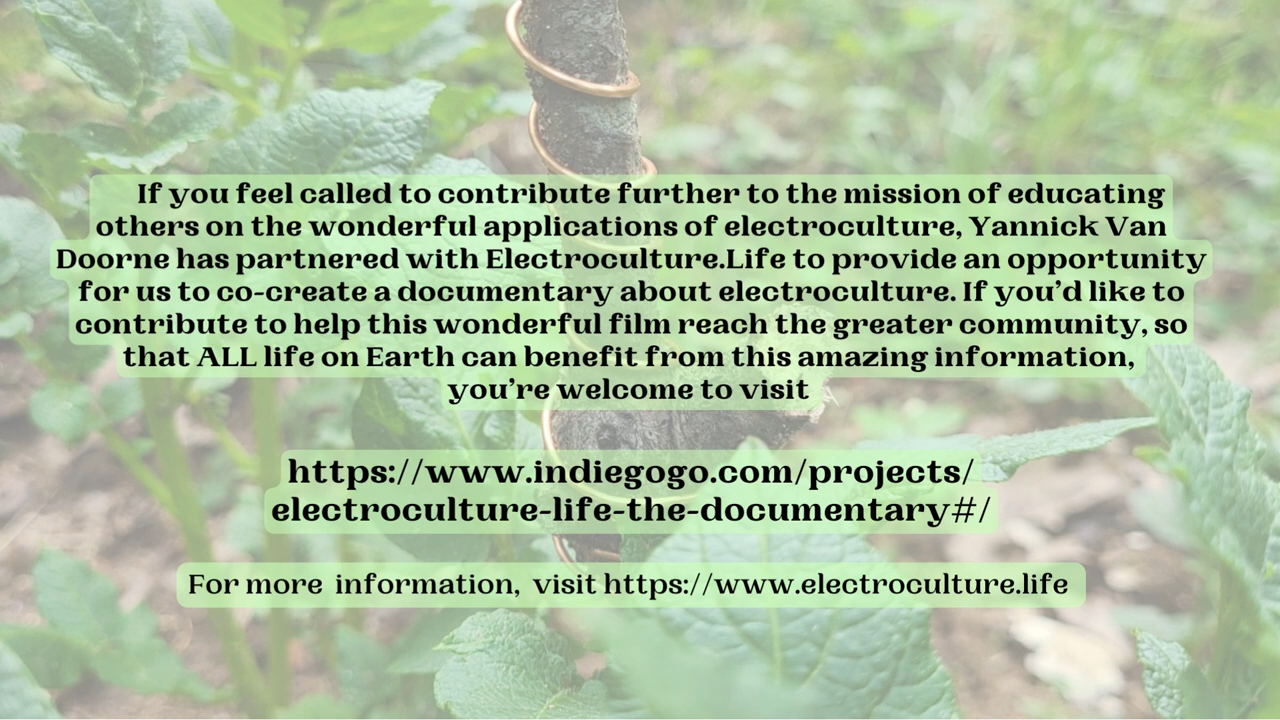 If you feel called to contribute further to the mission of educating
others on the wonderful applications of electroculture, Yannick Van
Doorne has partnered with Electroculture.Life to provide an opportunity
for us to co-create a documentary about electroculture. If you’d like to
contribute to help this wonderful film reach the greater community, so
that ALL life on Earth can benefit from this amazing information,
you’re welcome to visit
https://www.indiegogo.com/projects/
electroculture-life-the-documentary#/
For more information, visit https://www.electroculture.life